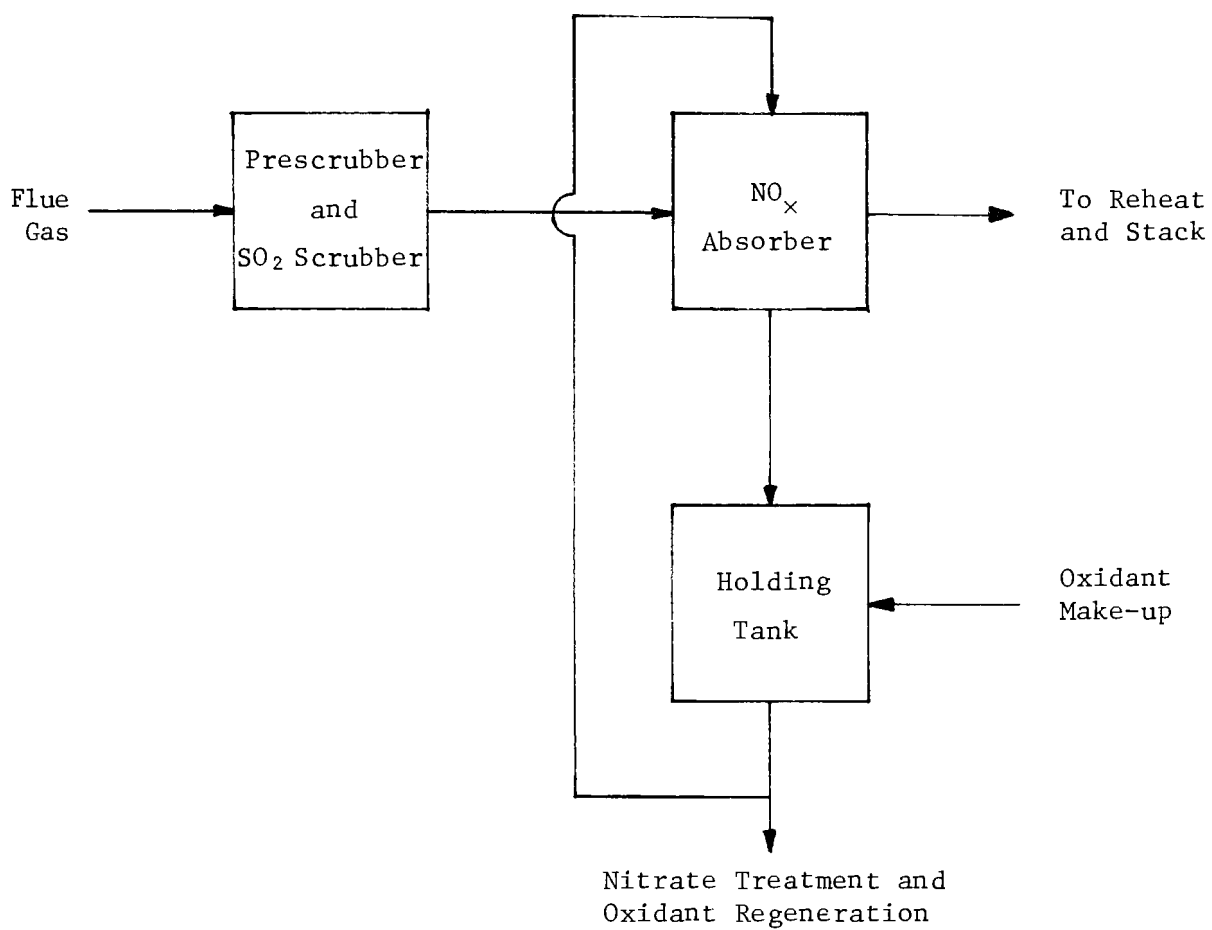 Flue
Gas
Prescrubber
and
SO₂ Scrubber
NOₓ
Absorber
To Reheat
and Stack
Holding
Tank
Oxidant
Make-up
Nitrate Treatment and
Oxidant Regeneration